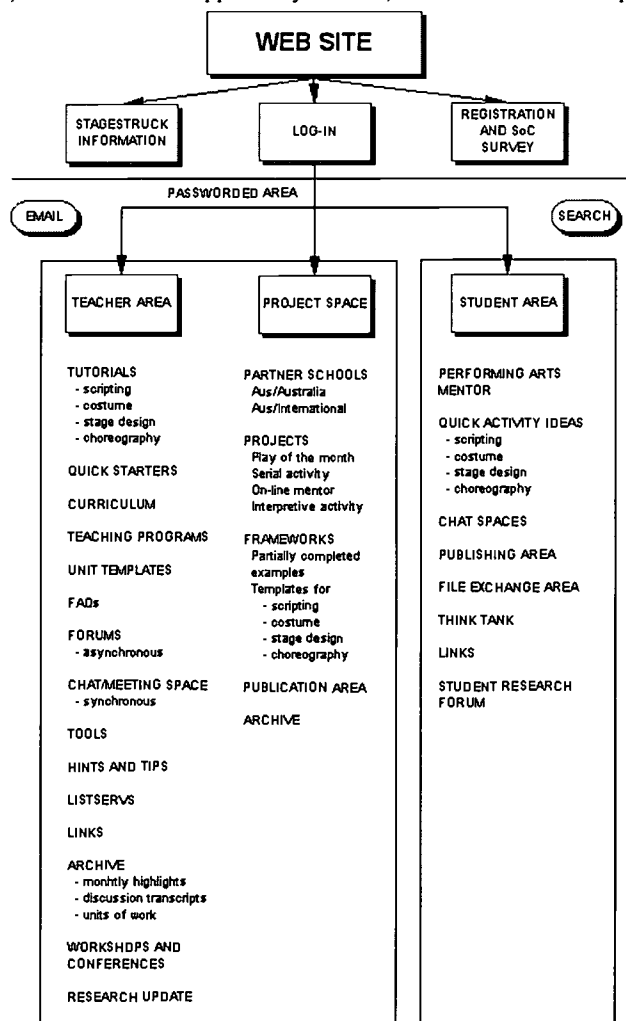 WEB SITE
STAGESTRUCK
INFORMATION
LOG-IN
REGISTRATION
AND SoC
SURVEY
PASSWORDED AREA
EMAIL
SEARCH
TEACHER AREA
TUTORIALS
- scripting
- costume
- stage design
- choreography
QUICK STARTERS
CURRICULUM
TEACHING PROGRAMS
UNIT TEMPLATES
FAQs
FORUMS
- asynchronous
CHAT/MEETING SPACE
- synchronous
TOOLS
HINTS AND TIPS
LISTSERVS
LINKS
ARCHIVE
- monhtly highlights
- discussion transcripts
- units of work
WORKSHOPS AND
CONFERENCES
RESEARCH UPDATE
PROJECT SPACE
PARTNER SCHOOLS
Aus/Australia
Aus/International
PROJECTS
Play of the month
Serial activity
On-line mentor
Interpretive activity
FRAMEWORKS
Partially completed
examples
Templates for
- scripting
- costume
- stage design
- choreography
PUBLICATION AREA
ARCHIVE
STUDENT AREA
PERFORMING ARTS
MENTOR
QUICK ACTIVITY IDEAS
- scripting
- costume
- stage design
- choreography
CHAT SPACES
PUBLISHING AREA
FILE EXCHANGE AREA
THINK TANK
LINKS
STUDENT RESEARCH
FORUM